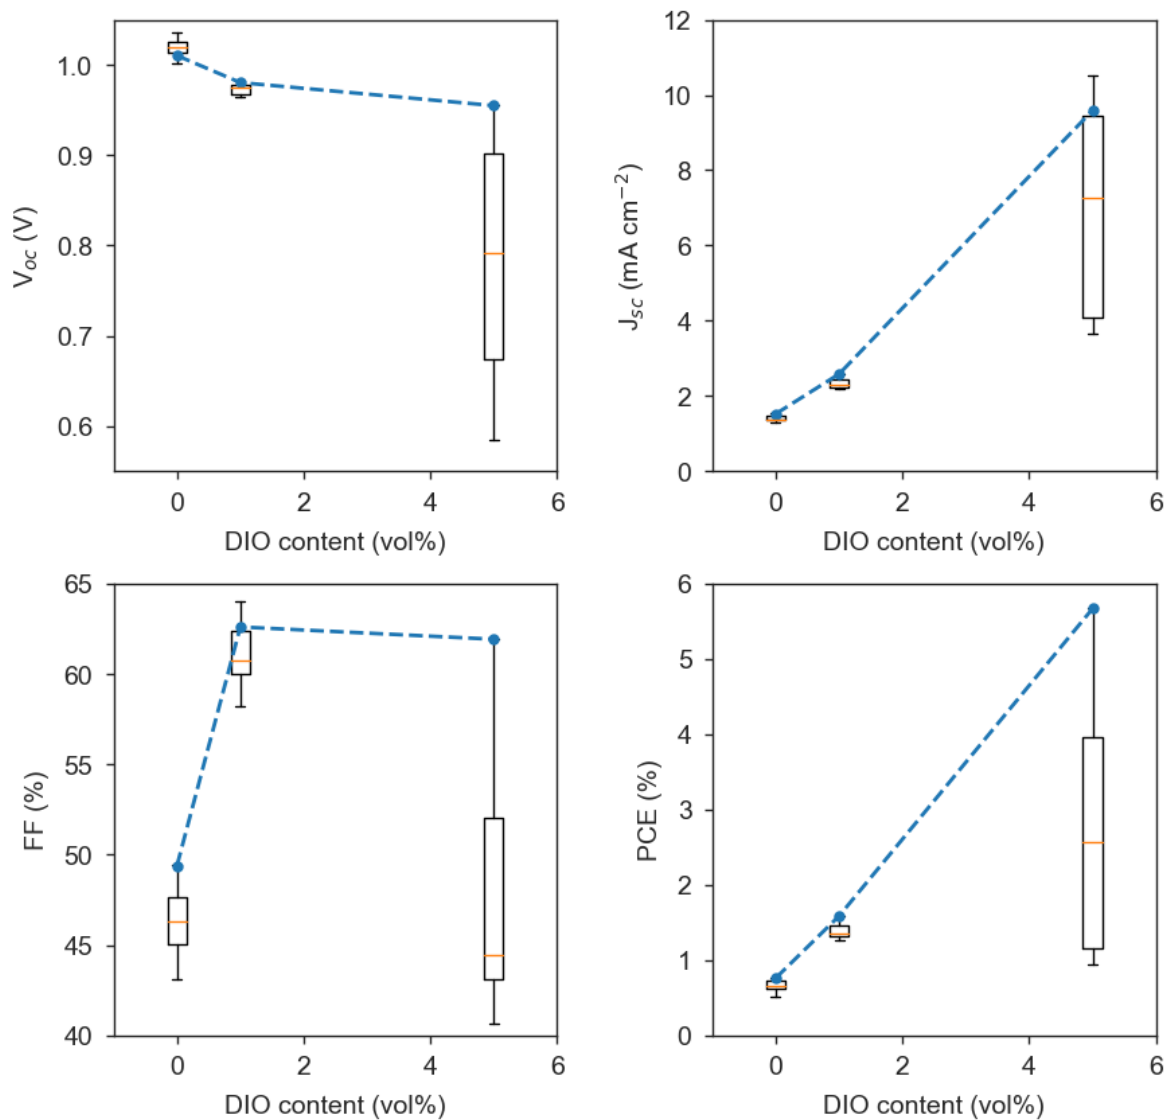 1.0
0.9
0.8
0.7
0.6
V_oc (V)
0 2 4 6
DIO content (vol%)
12
10
8
6
4
2
0
J_sc (mA cm⁻²)
0 2 4 6
DIO content (vol%)
65
60
55
50
45
40
FF (%)
0 2 4 6
DIO content (vol%)
6
5
4
3
2
1
0
PCE (%)
0 2 4 6
DIO content (vol%)